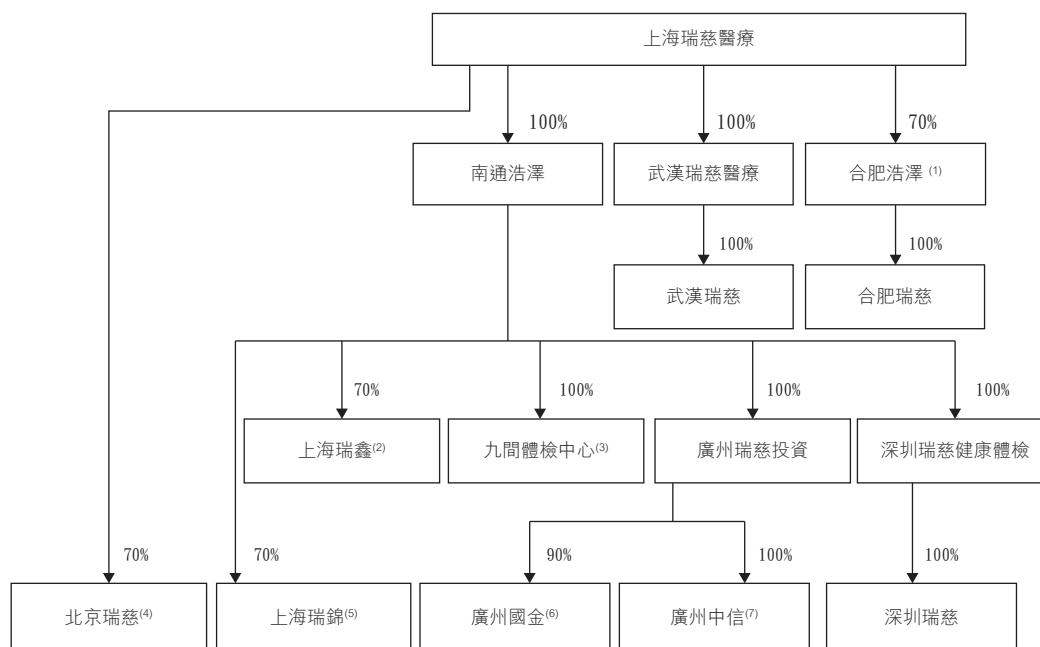 上海瑞慈醫療
100%
100%
70%
南通浩澤
武漢瑞慈醫療
合肥浩澤 (1)
100%
100%
武漢瑞慈
合肥瑞慈
70%
100%
100%
100%
上海瑞鑫(2)
九間體檢中心(3)
廣州瑞慈投資
深圳瑞慈健康體檢
70%
70%
90%
100%
100%
北京瑞慈(4)
上海瑞錦(5)
廣州國金(6)
廣州中信(7)
深圳瑞慈